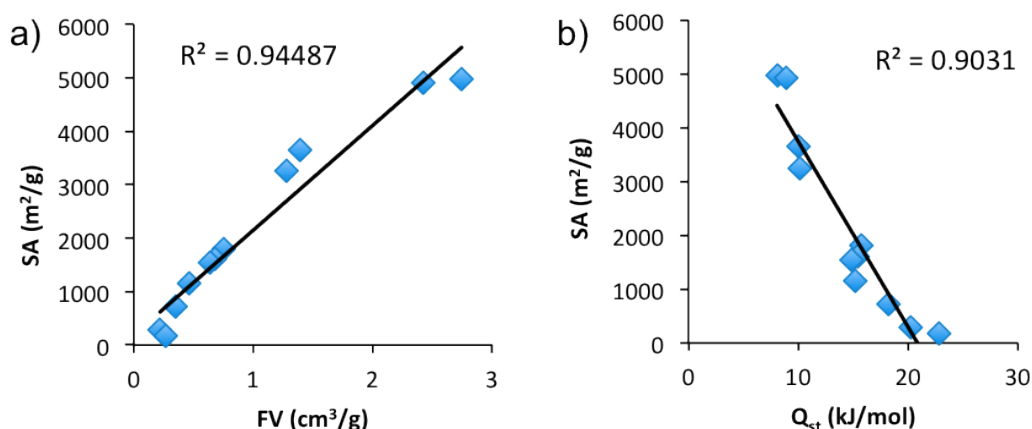 a)
R² = 0.94487
SA (m²/g)
6000
5000
4000
3000
2000
1000
0
0 1 2 3
FV (cm³/g)
b)
R² = 0.9031
SA (m²/g)
6000
5000
4000
3000
2000
1000
0
0 10 20 30
Qst (kJ/mol)